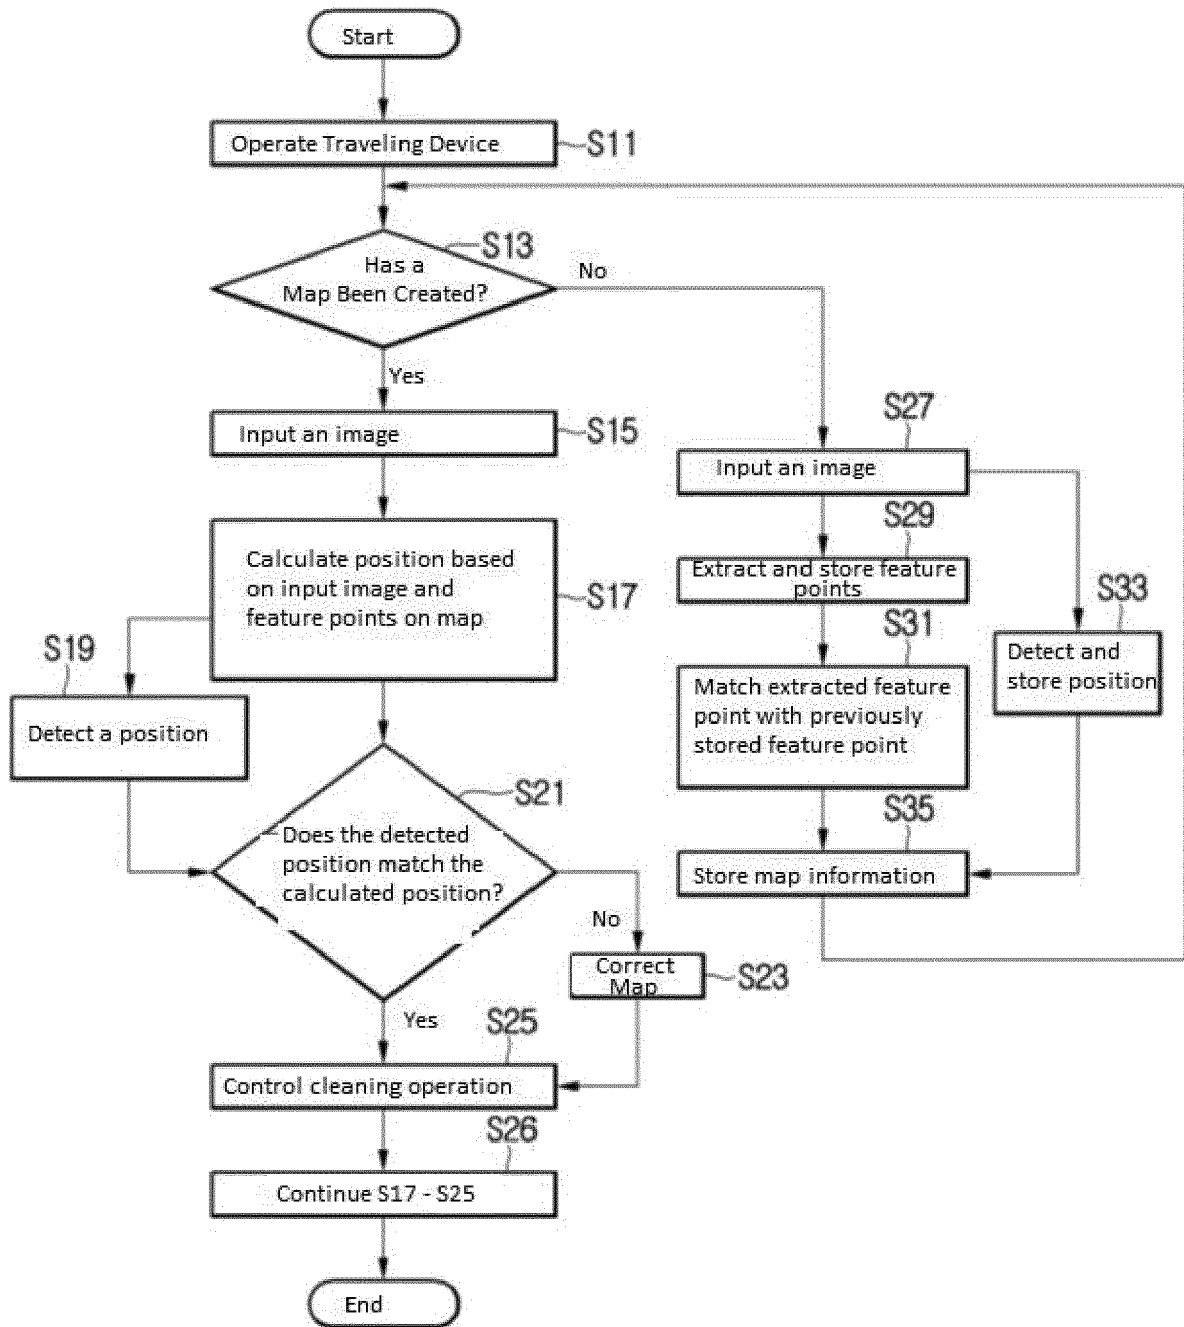 Start
Operate Traveling Device
S11
S13
Has a
Map Been Created?
No
Yes
Input an image
S15
S27
Input an image
S29
Extract and store feature
points
Calculate position based
on input image and
feature points on map
S17
S33
Detect and
store position
S31
Match extracted feature
point with previously
stored feature point
S19
Detect a position
S21
Does the detected
position match the
calculated position?
S35
Store map information
No
Correct
Map
S23
Yes
S25
Control cleaning operation
S26
Continue S17 - S25
End